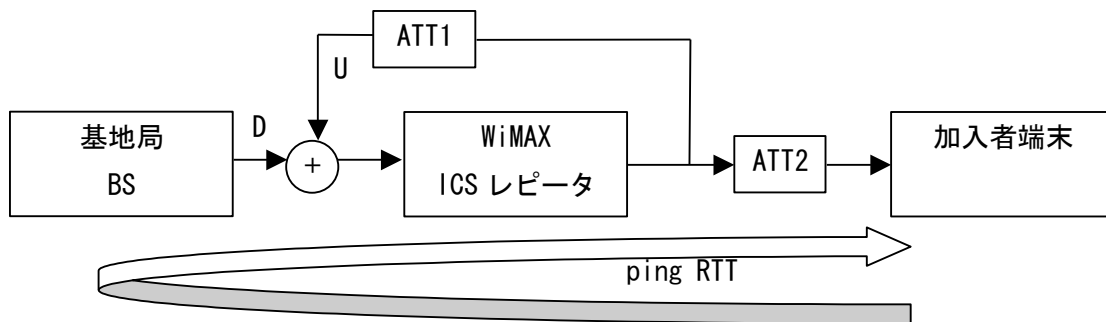 ATT1
U
基地局
BS
D
+
WiMAX
ICS レピータ
ATT2
加入者端末
ping RTT